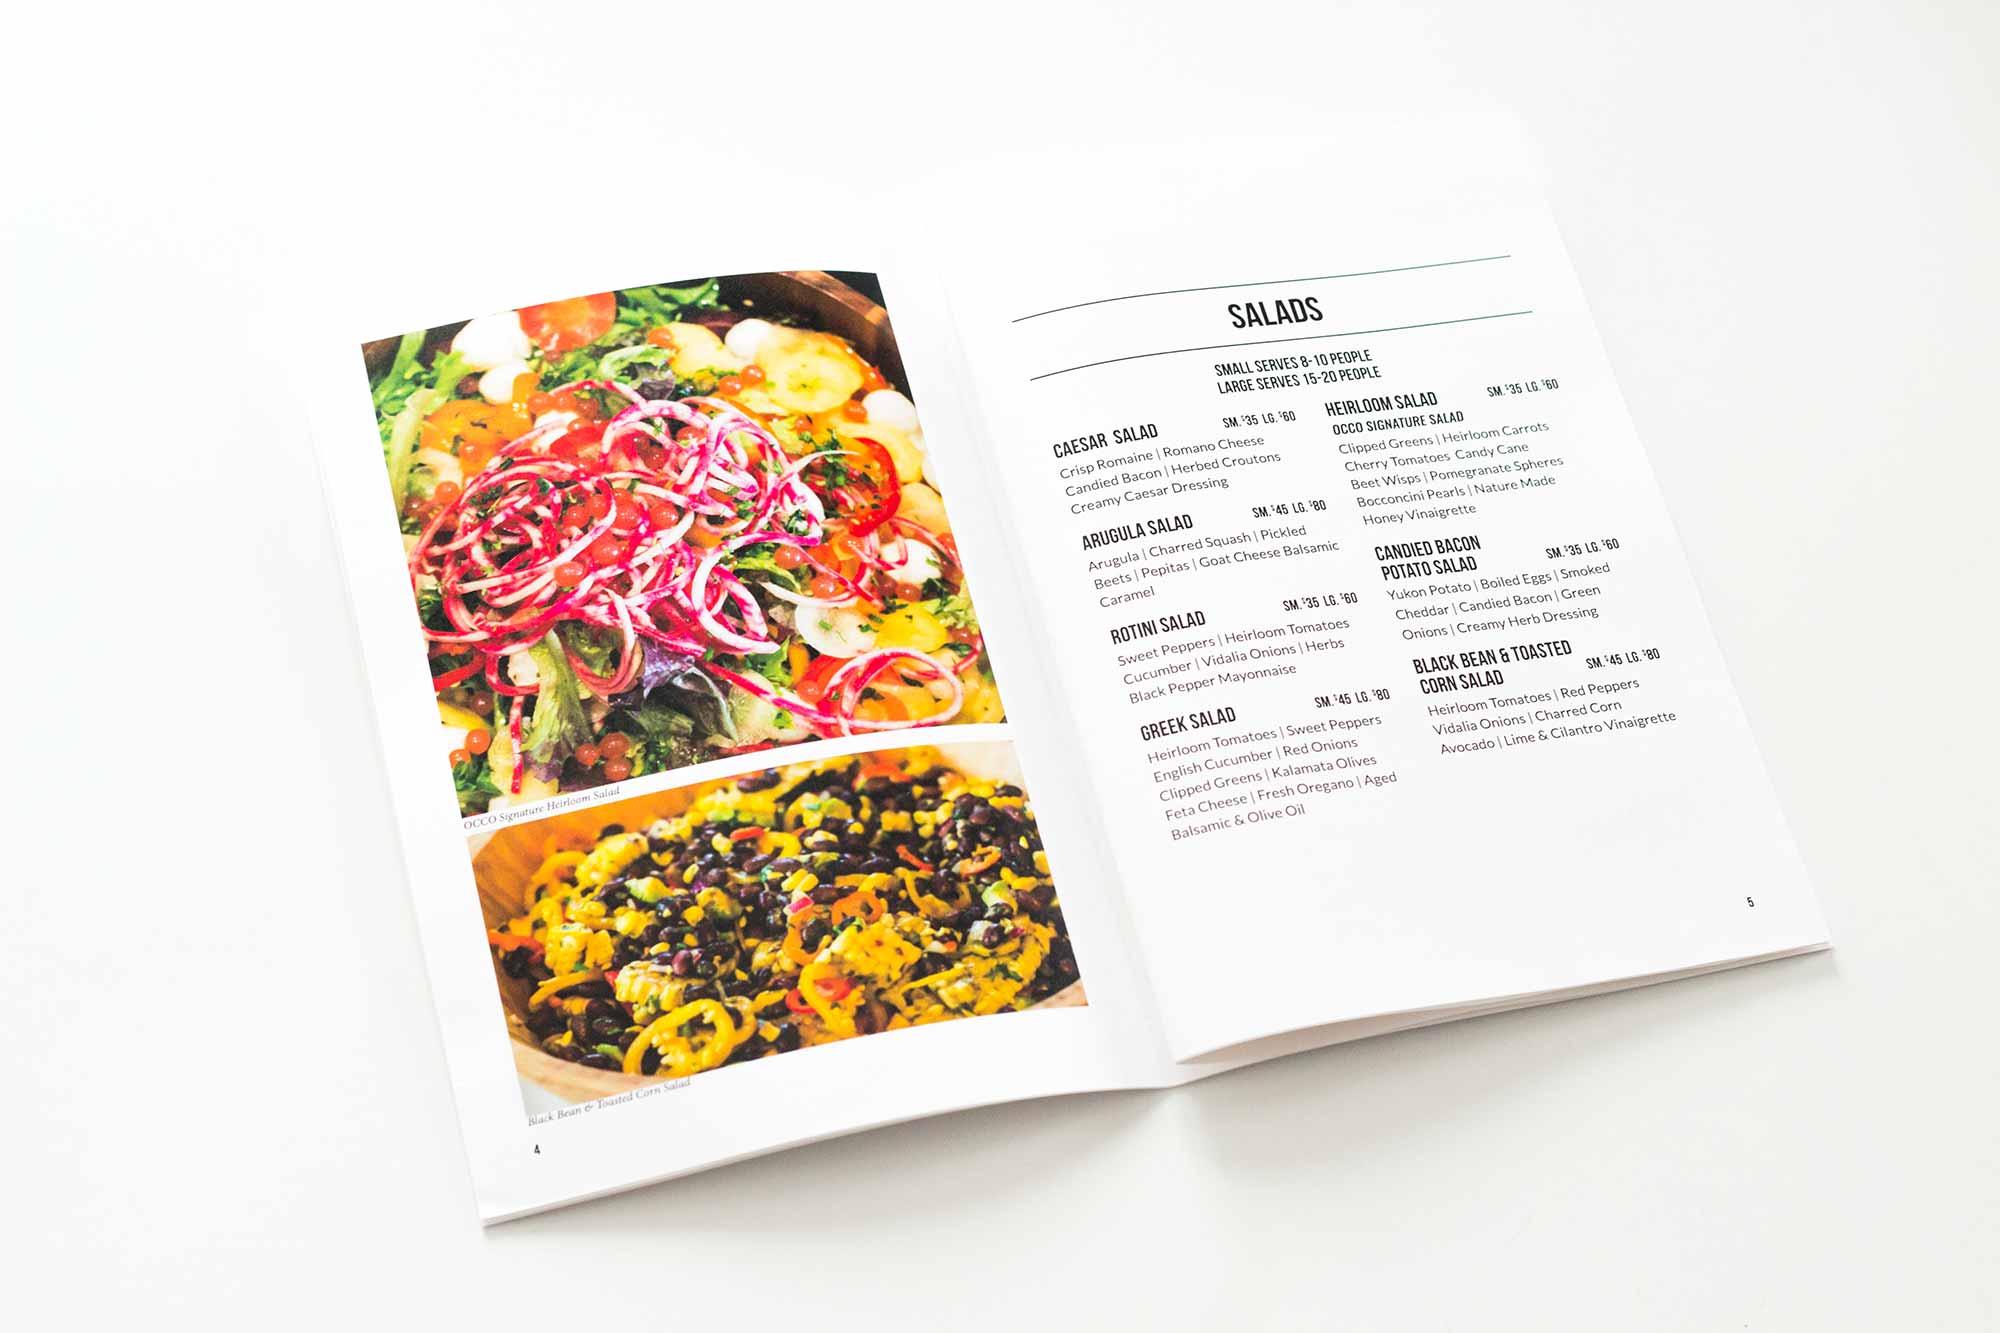 OCCO Signature Heirloom Salad
Black Bean & Toasted Corn Salad
4
SALADS
SMALL SERVES 8-10 PEOPLE
LARGE SERVES 15-20 PEOPLE
CAESAR SALAD SM. $35 LG. $60
Crisp Romaine | Romano Cheese
Candied Bacon | Herbed Croutons
Creamy Caesar Dressing
ARUGULA SALAD SM. $45 LG. $80
Arugula | Charred Squash | Pickled
Beets | Pepitas | Goat Cheese Balsamic
Caramel
ROTINI SALAD SM. $35 LG. $60
Sweet Peppers | Heirloom Tomatoes
Cucumber | Vidalia Onions | Herbs
Black Pepper Mayonnaise
GREEK SALAD SM. $45 LG. $80
Heirloom Tomatoes | Sweet Peppers
English Cucumber | Red Onions
Clipped Greens | Kalamata Olives
Feta Cheese | Fresh Oregano | Aged
Balsamic & Olive Oil
HEIRLOOM SALAD SM. $35 LG. $60
OCCO SIGNATURE SALAD
Clipped Greens | Heirloom Carrots
Cherry Tomatoes Candy Cane
Beet Wisps | Pomegranate Spheres
Bocconcini Pearls | Nature Made
Honey Vinaigrette
CANDIED BACON
POTATO SALAD SM. $35 LG. $60
Yukon Potato | Boiled Eggs | Smoked
Cheddar | Candied Bacon | Green
Onions | Creamy Herb Dressing
BLACK BEAN & TOASTED
CORN SALAD SM. $45 LG. $80
Heirloom Tomatoes | Red Peppers
Vidalia Onions | Charred Corn
Avocado | Lime & Cilantro Vinaigrette
5